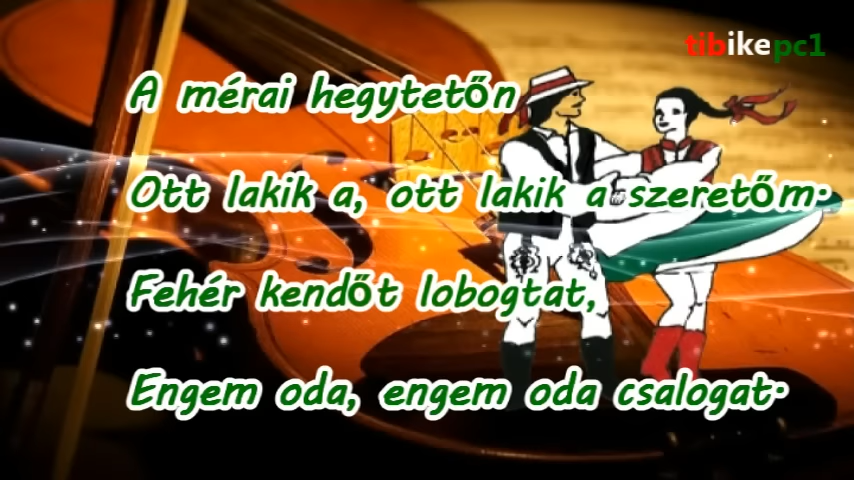 tibikepc1
A mérai hegytetőn
Ott lakik a, ott lakik a szeretőm.
Fehér kendőt lobogtat,
Engem oda, engem oda csalogat.